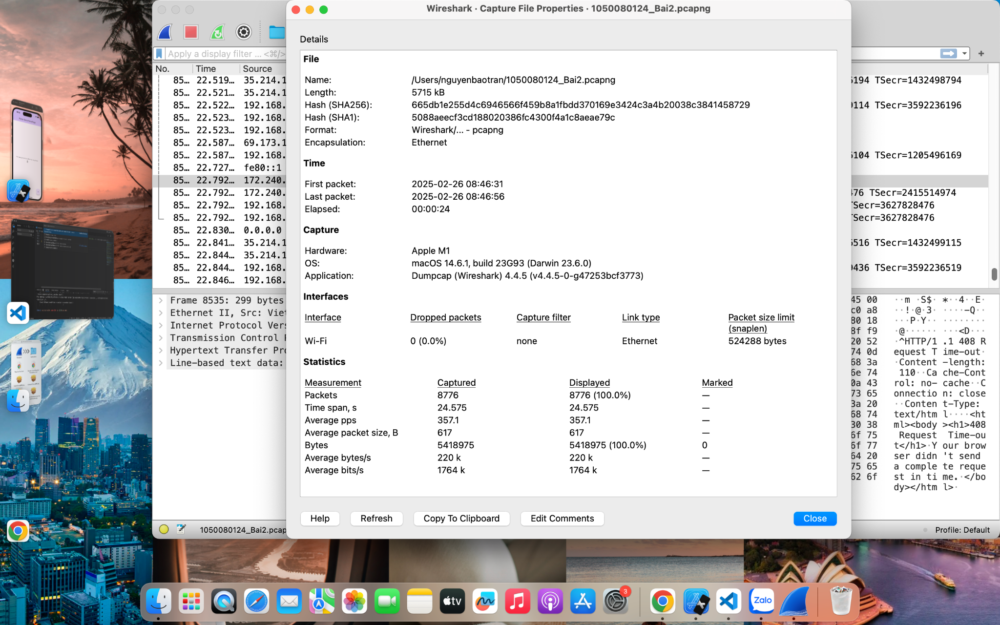 Wireshark · Capture File Properties · 1050080124_Bai2.pcapng
Details
File
Name: /Users/nguyenbaotran/1050080124_Bai2.pcapng
Length: 5715 kB
Hash (SHA256): 665db1e255d4c6946566f459b8a1fbdd370169e3424c3a4b20038c3841458729
Hash (SHA1): 5088aeecf3cd188020386fc4300f4a1c8aeae79c
Format: Wireshark/... - pcapng
Encapsulation: Ethernet
Time
First packet: 2025-02-26 08:46:31
Last packet: 2025-02-26 08:46:56
Elapsed: 00:00:24
Capture
Hardware: Apple M1
OS: macOS 14.6.1, build 23G93 (Darwin 23.6.0)
Application: Dumpcap (Wireshark) 4.4.5 (v4.4.5-0-g47253bcf3773)
Interfaces
Interface Dropped packets Capture filter Link type Packet size limit (snaplen)
Wi-Fi 0 (0.0%) none Ethernet 524288 bytes
Statistics
Measurement Captured Displayed Marked
Packets 8776 8776 (100.0%) —
Time span, s 24.575 24.575 —
Average pps 357.1 357.1 —
Average packet size, B 617 617 —
Bytes 5418975 5418975 (100.0%) 0
Average bytes/s 220 k 220 k —
Average bits/s 1764 k 1764 k —
Help Refresh Copy To Clipboard Edit Comments Close
Apply a display filter ... <⌘/>
+
No. Time Source
85… 22.519… 35.214.1
85… 22.521… 35.214.1
85… 22.522… 192.168.
85… 22.523… 192.168.
85… 22.523… 192.168.
85… 22.587… 69.173.1
85… 22.587… 192.168.
85… 22.727… fe80::1
85… 22.792… 172.240.
85… 22.792… 172.240.
85… 22.792… 192.168.
85… 22.792… 192.168.
85… 22.830… 0.0.0.0
85… 22.841… 35.214.1
85… 22.844… 35.214.1
85… 22.844… 192.168.
85… 22.846… 192.168.
5194 TSecr=1432498794
9114 TSecr=3592236196
6104 TSecr=1205496169
476 TSecr=2415514974
TSecr=3627828476
TSecr=3627828476
5516 TSecr=1432499115
9436 TSecr=3592236519
Frame 8535: 299 bytes
Ethernet II, Src: Viet
Internet Protocol Vers
Transmission Control P
Hypertext Transfer Pro
Line-based text data:
45 00 ··m ·S$· *··4··E·
c0 a8 ··!·@·3· ····-Q··
80 18 ···P·Y·· ········
8f f9 ·@······ ··<D···
20 52 ·^HTTP/1 .1 408 R
74 0d equest T ime-out·
68 3a ·Content -length:
6e 74 110··Ca che-Cont
0a 43 rol: no- cache··C
73 65 onnectio n: close
3a 20 ··Conten t-Type:
68 74 text/htm l····<ht
30 38 ml><body ><h1>408
6f 75 Request Time-ou
6f 77 t</h1>·Y our brow
64 20 ser didn 't send
75 65 a comple te reque
62 6f st in ti me.·</bo
dy></htm l>·
1050080124_Bai2.pcap
Profile: Default
tv
3
Zalo